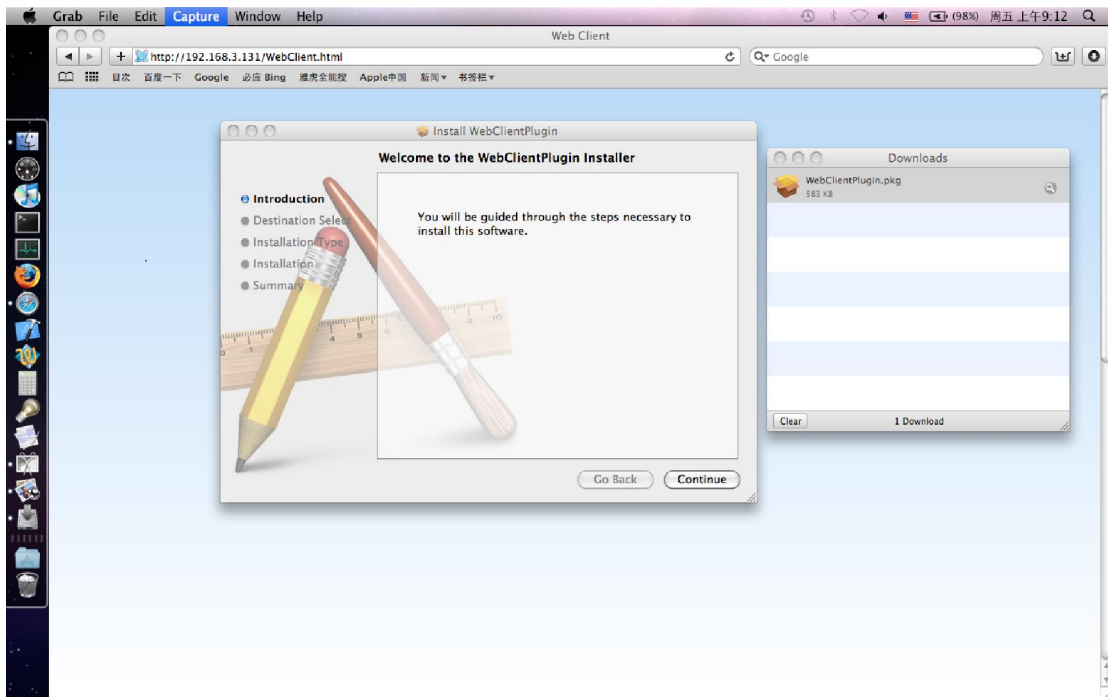 Grab File Edit Capture Window Help (98%) 周五 上午9:12
Web Client
http://192.168.3.131/WebClient.html
Google
目次 百度一下 Google 必应 Bing 雅虎全能搜 Apple中国 新闻 书签栏
Install WebClientPlugin
Welcome to the WebClientPlugin Installer
Introduction
Destination Select
Installation Type
Installation
Summary
You will be guided through the steps necessary to
install this software.
Go Back Continue
Downloads
WebClientPlugin.pkg
583 KB
Clear 1 Download